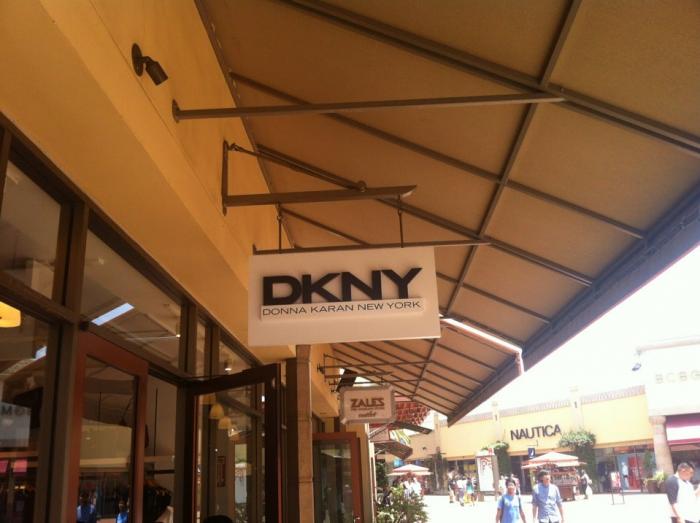 DKNY
DONNA KARAN NEW YORK
ZALES
outlet
NAUTICA
BCBG